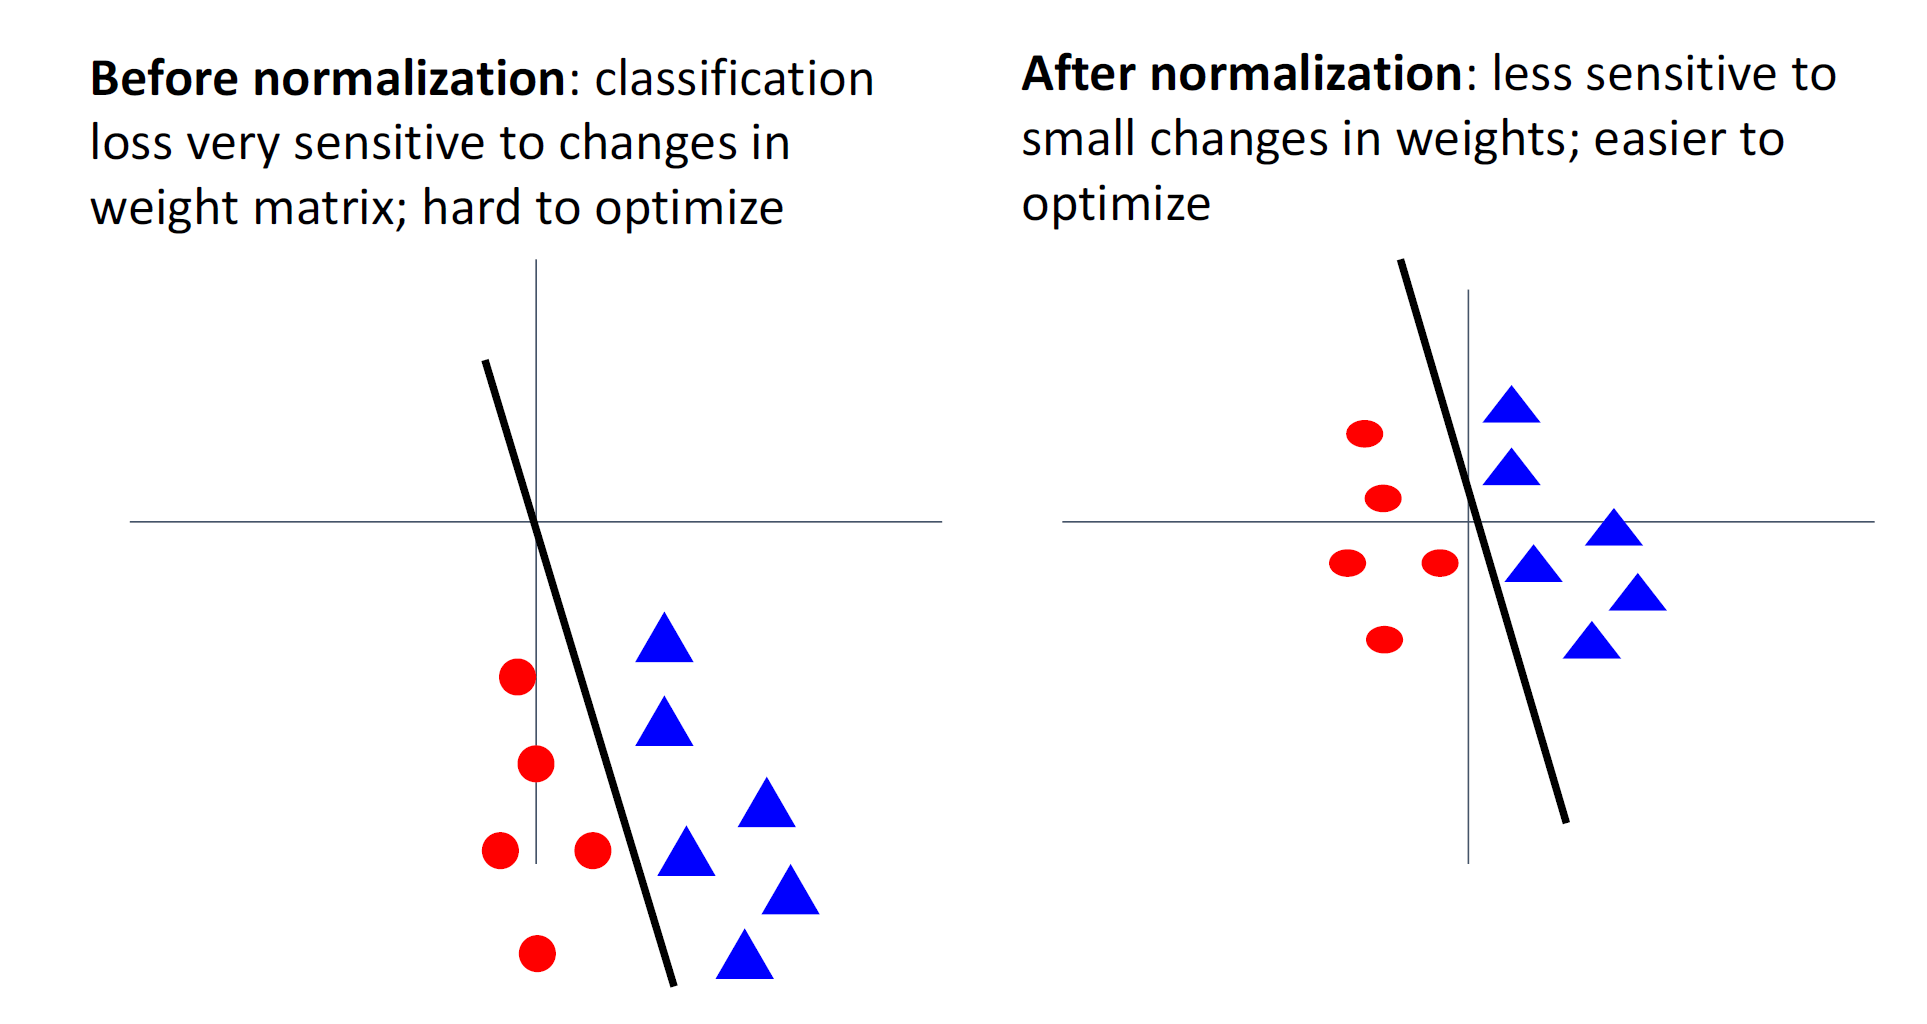 Before normalization: classification
loss very sensitive to changes in
weight matrix; hard to optimize
After normalization: less sensitive to
small changes in weights; easier to
optimize